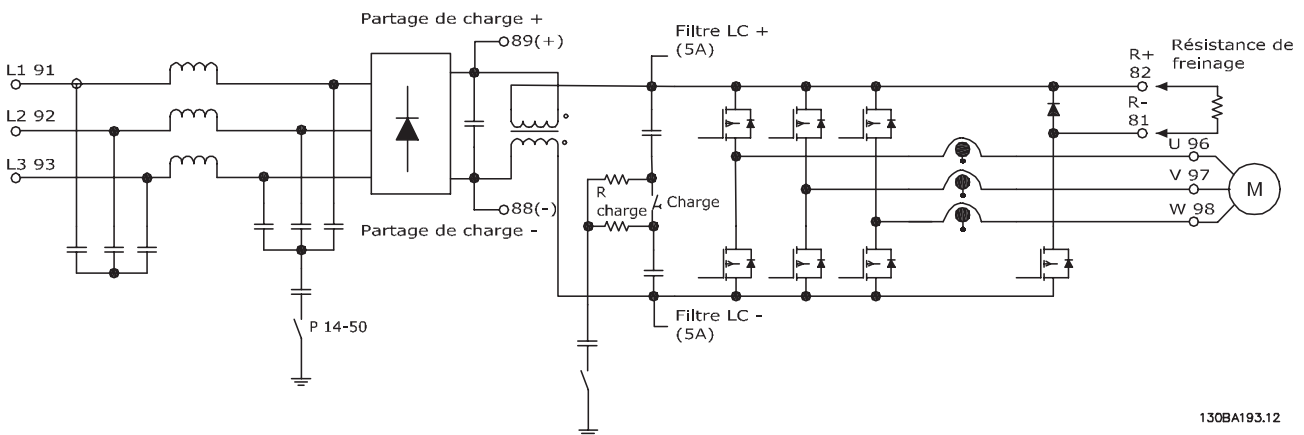 Partage de charge +
89(+)
Filtre LC +
(5A)
R+
82
Résistance de
freinage
L1 91
R-
81
L2 92
U 96
L3 93
V 97
M
R
charge
Charge
88(-)
W 98
Partage de charge -
P 14-50
Filtre LC -
(5A)
130BA193.12